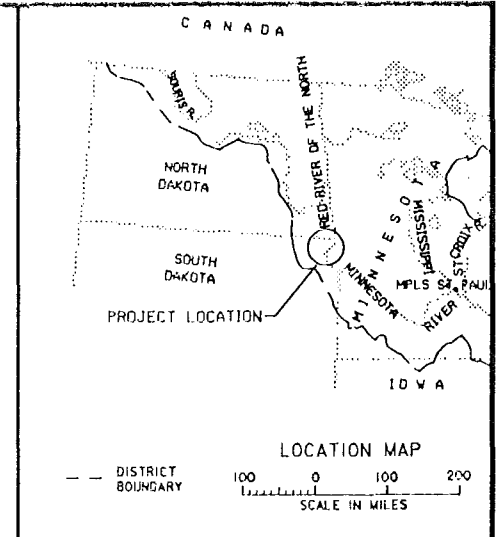 CANADA
SOURIS R.
RED RIVER OF THE NORTH
NORTH
DAKOTA
SOUTH
DAKOTA
MINNESOTA
MISSISSIPPI
RIVER
ST CROIX R.
MPLS ST. PAUL
MINNESOTA
PROJECT LOCATION
IOWA
LOCATION MAP
DISTRICT
BOUNDARY
100 0 100 200
SCALE IN MILES